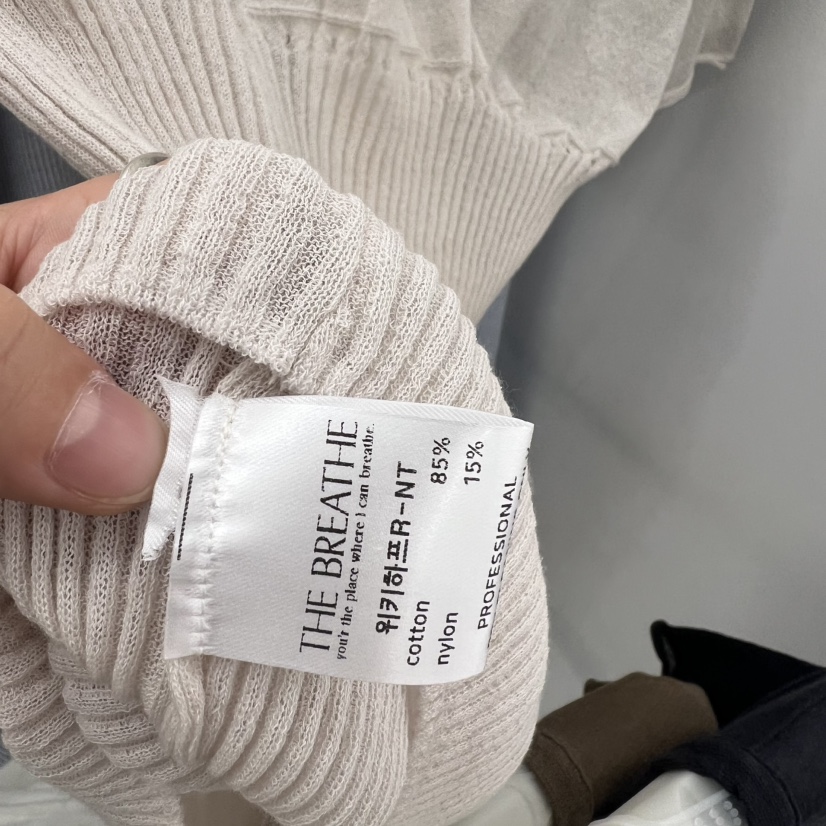 THE BREATHE
you'r the place where I can breathe.
위키하프R-NT
cotton 85%
nylon 15%
PROFESSIONAL